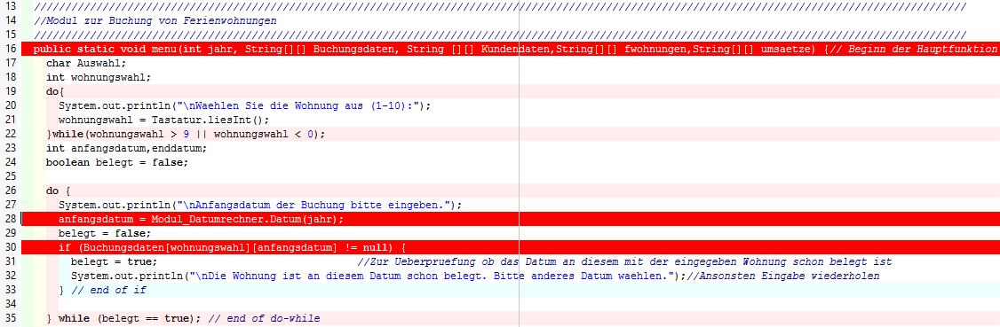 13 //////////////////////////////////////////////////////////////////////////////////////////////////////////////////////////////////////////////////////
14 //Modul zur Buchung von Ferienwohnungen
15 //////////////////////////////////////////////////////////////////////////////////////////////////////////////////////////////////////////////////////
16 public static void menu(int jahr, String[][] Buchungsdaten, String [][] Kundendaten,String[][] fwohnungen,String[][] umsaetze) {// Beginn der Hauptfunktion
17 char Auswahl;
18 int wohnungswahl;
19 do{
20 System.out.println("\nWaehlen Sie die Wohnung aus (1-10):");
21 wohnungswahl = Tastatur.liesInt();
22 }while(wohnungswahl > 9 || wohnungswahl < 0);
23 int anfangsdatum,enddatum;
24 boolean belegt = false;
25
26 do {
27 System.out.println("\nAnfangsdatum der Buchung bitte eingeben.");
28 anfangsdatum = Modul_Datumrechner.Datum(jahr);
29 belegt = false;
30 if (Buchungsdaten[wohnungswahl][anfangsdatum] != null) {
31 belegt = true; //Zur Ueberpruefung ob das Datum an diesem mit der eingegeben Wohnung schon belegt ist
32 System.out.println("\nDie Wohnung ist an diesem Datum schon belegt. Bitte anderes Datum waehlen.");//Ansonsten Eingabe wiederholen
33 } // end of if
34
35 } while (belegt == true); // end of do-while